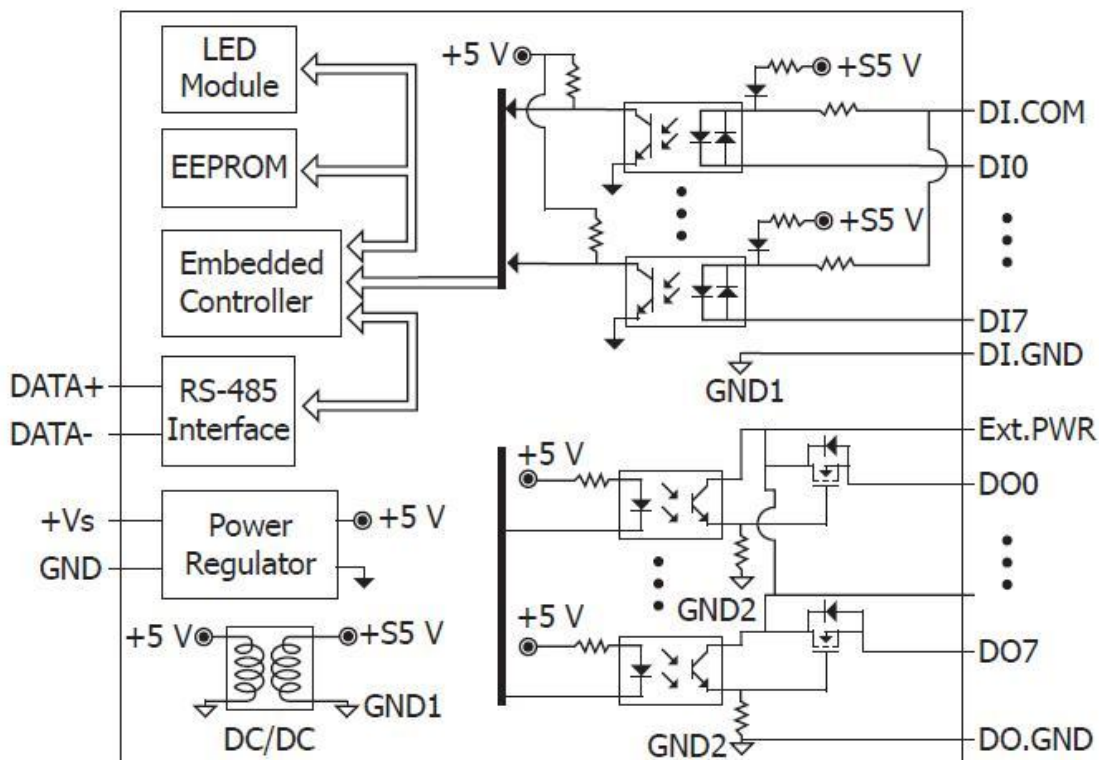 LED
Module
EEPROM
Embedded
Controller
RS-485
Interface
DATA+
DATA-
+Vs
GND
Power
Regulator
+5 V
+5 V
+S5 V
GND1
DC/DC
+5 V
+S5 V
DI.COM
DI0
+S5 V
DI7
DI.GND
GND1
Ext.PWR
+5 V
DO0
GND2
+5 V
DO7
GND2
DO.GND